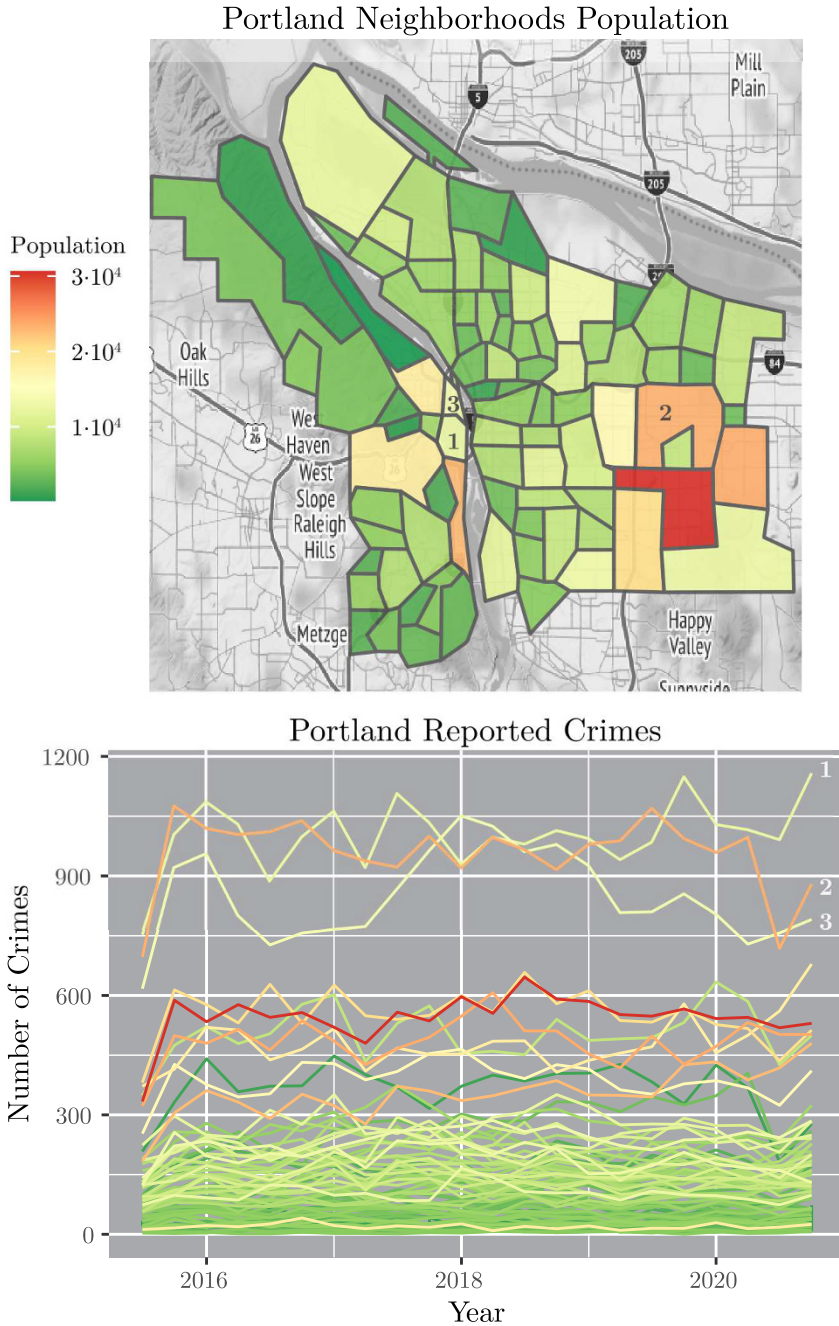 Portland Neighborhoods Population
205
Mill
Plain
5
205
Population
3·10⁴
2·10⁴
1·10⁴
Oak
Hills
84
3
2
1
26
Haven
West
Slope
Raleigh
Hills
Metzge
Happy
Valley
Sunnyside
Portland Reported Crimes
1200
900
600
300
0
1
2
3
Number of Crimes
2016
2018
2020
Year